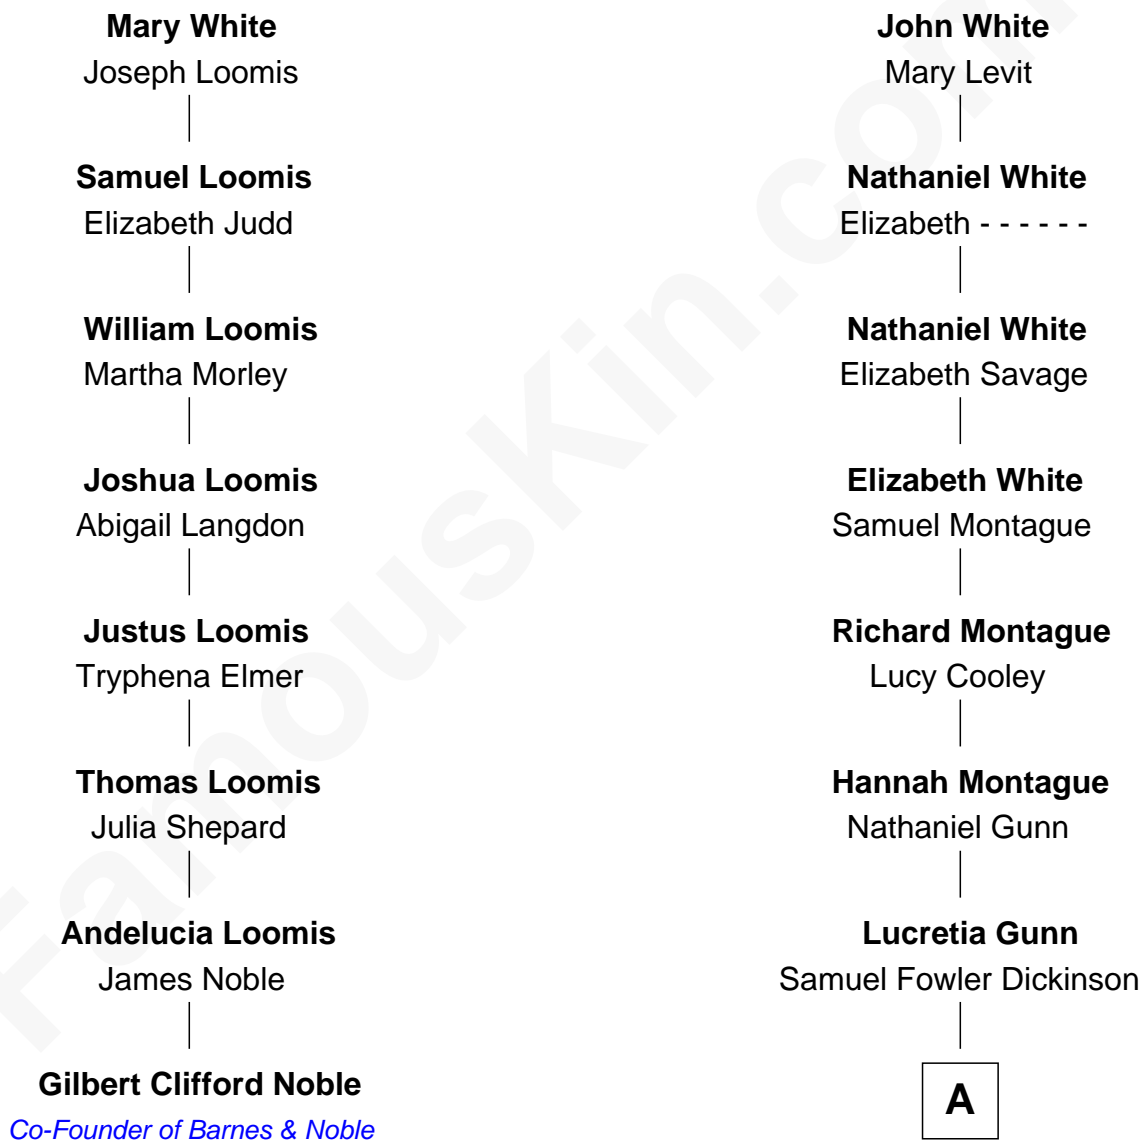 Mary White
Joseph Loomis
Samuel Loomis
Elizabeth Judd
William Loomis
Martha Morley
Joshua Loomis
Abigail Langdon
Justus Loomis
Tryphena Elmer
Thomas Loomis
Julia Shepard
Andelucia Loomis
James Noble
Gilbert Clifford Noble
Co-Founder of Barnes & Noble
John White
Mary Levit
Nathaniel White
Elizabeth - - - - - -
Nathaniel White
Elizabeth Savage
Elizabeth White
Samuel Montague
Richard Montague
Lucy Cooley
Hannah Montague
Nathaniel Gunn
Lucretia Gunn
Samuel Fowler Dickinson
A
FamousKin.com